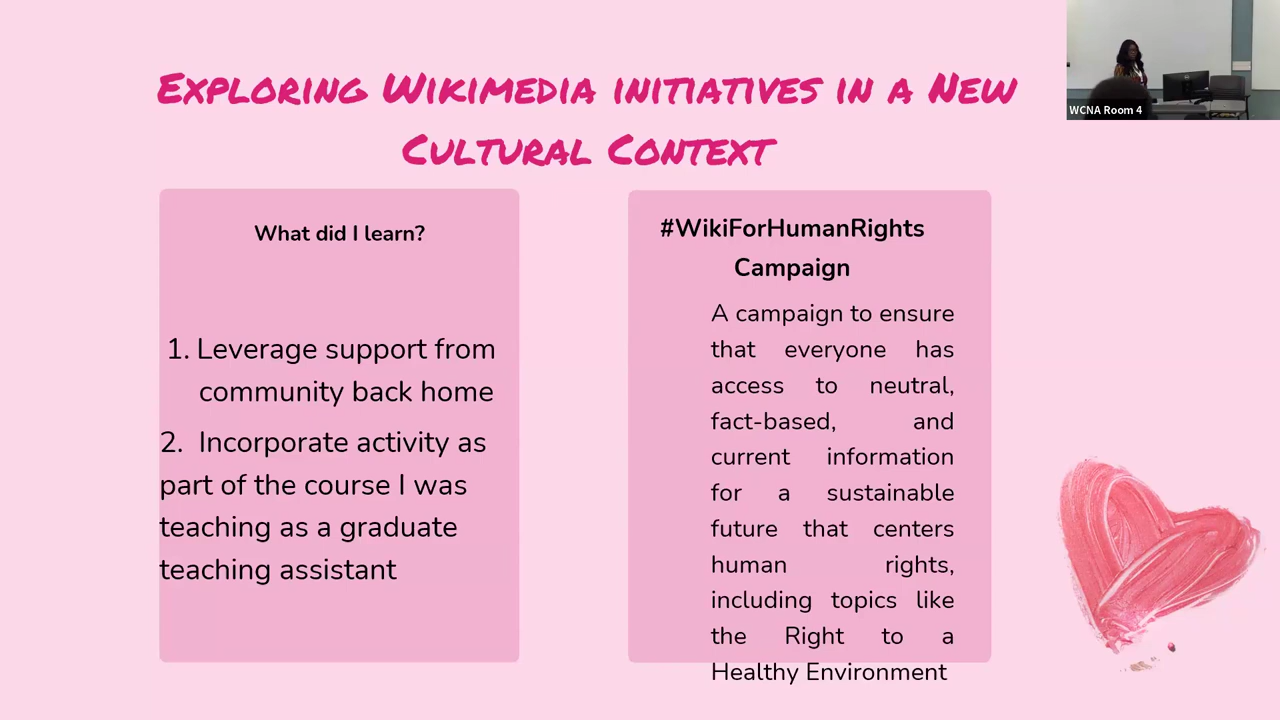 Exploring Wikimedia initiatives in a New
Cultural Context
WCNA Room 4
What did I learn?
1. Leverage support from
community back home
2. Incorporate activity as
part of the course I was
teaching as a graduate
teaching assistant
#WikiForHumanRights
Campaign
A campaign to ensure
that everyone has
access to neutral,
fact-based, and
current information
for a sustainable
future that centers
human rights,
including topics like
the Right to a
Healthy Environment